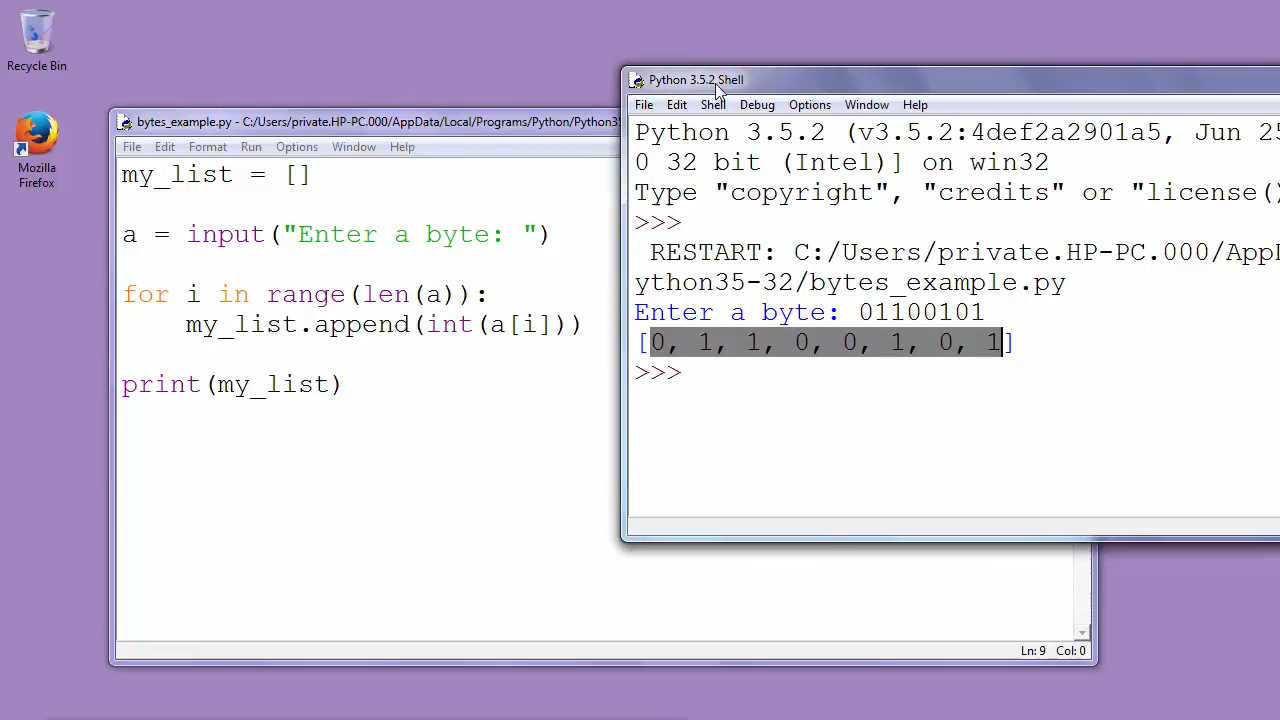 Recycle Bin
Mozilla
Firefox
bytes_example.py - C:/Users/private.HP-PC.000/AppData/Local/Programs/Python/Python3
File Edit Format Run Options Window Help
my_list = []
a = input("Enter a byte: ")
for i in range(len(a)):
my_list.append(int(a[i]))
print(my_list)
Ln: 9 Col: 0
Python 3.5.2 Shell
File Edit Shell Debug Options Window Help
Python 3.5.2 (v3.5.2:4def2a2901a5, Jun 25
0 32 bit (Intel)] on win32
Type "copyright", "credits" or "license()
>>>
RESTART: C:/Users/private.HP-PC.000/AppD
ython35-32/bytes_example.py
Enter a byte: 01100101
[0, 1, 1, 0, 0, 1, 0, 1]
>>>